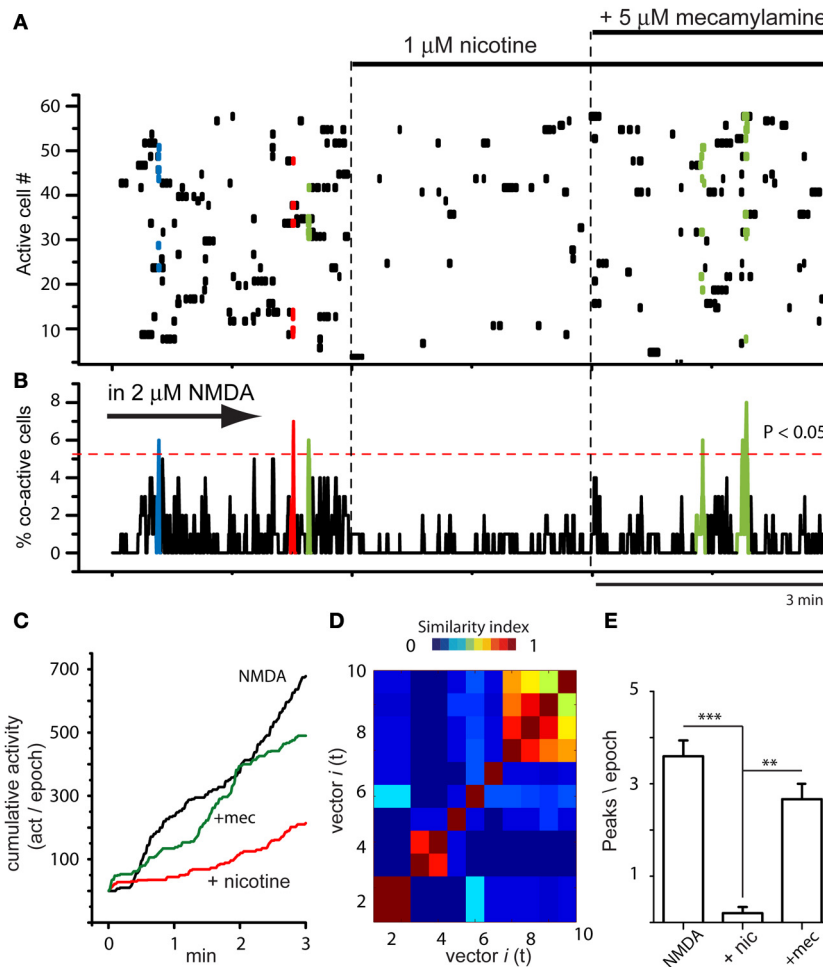 A
+ 5 μM mecamylamine
1 μM nicotine
Active cell #
60
50
40
30
20
10
B
in 2 μM NMDA
P < 0.05
% co-active cells
8
6
4
2
0
3 min
C
cumulative activity
(act / epoch)
700
500
300
100
NMDA
+mec
+ nicotine
0 1 2 3
min
D
Similarity index
0 1
vector i (t)
10
8
6
4
2
2 4 6 8 10
vector i (t)
E
Peaks \ epoch
5
3
1
***
**
NMDA
+ nic
+mec